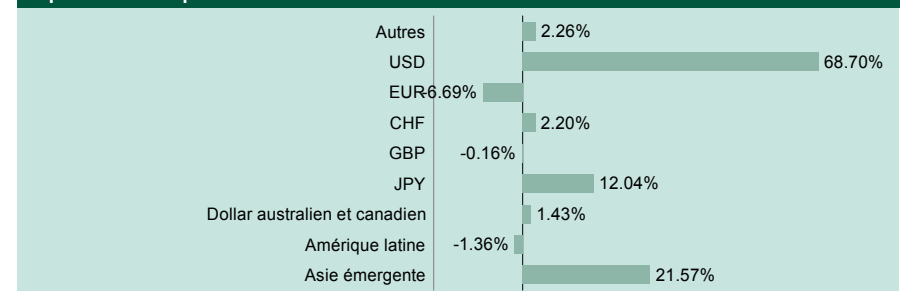 Autres 2.26%
USD 68.70%
EUR -6.69%
CHF 2.20%
GBP -0.16%
JPY 12.04%
Dollar australien et canadien 1.43%
Amérique latine -1.36%
Asie émergente 21.57%